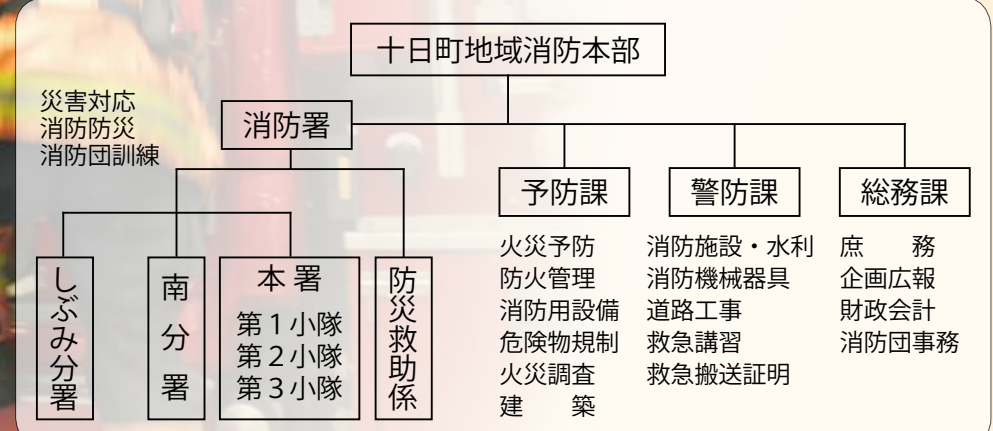 十日町地域消防本部
災害対応
消防防災
消防団訓練
消防署
しぶみ分署
南分署
本署
第1小隊
第2小隊
第3小隊
防災救助係
予防課
火災予防
防火管理
消防用設備
危険物規制
火災調査
建　　築
警防課
消防施設・水利
消防機械器具
道路工事
救急講習
救急搬送証明
総務課
庶　　務
企画広報
財政会計
消防団事務